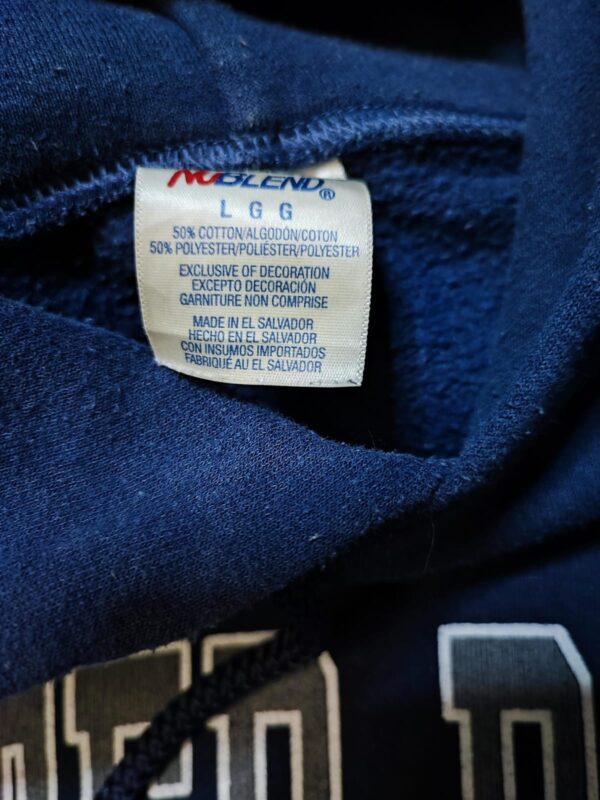 NUBLEND®
L G G
50% COTTON/ALGODÓN/COTON
50% POLYESTER/POLIÉSTER/POLYESTER
EXCLUSIVE OF DECORATION
EXCEPTO DECORACIÓN
GARNITURE NON COMPRISE
MADE IN EL SALVADOR
HECHO EN EL SALVADOR
CON INSUMOS IMPORTADOS
FABRIQUÉ AU EL SALVADOR